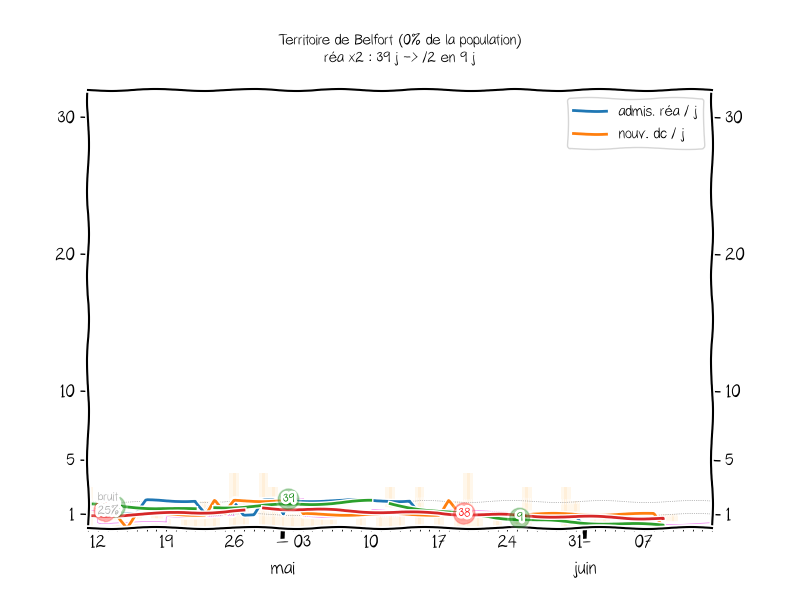 Territoire de Belfort (0% de la population)
réa x2 : 39 j -> /2 en 9 j
admis. réa / j
nouv. dc / j
30
30
20
20
10
10
5
5
1
1
bruit
25%
39
38
9
12 19 26 03 10 17 24 31 07
mai juin